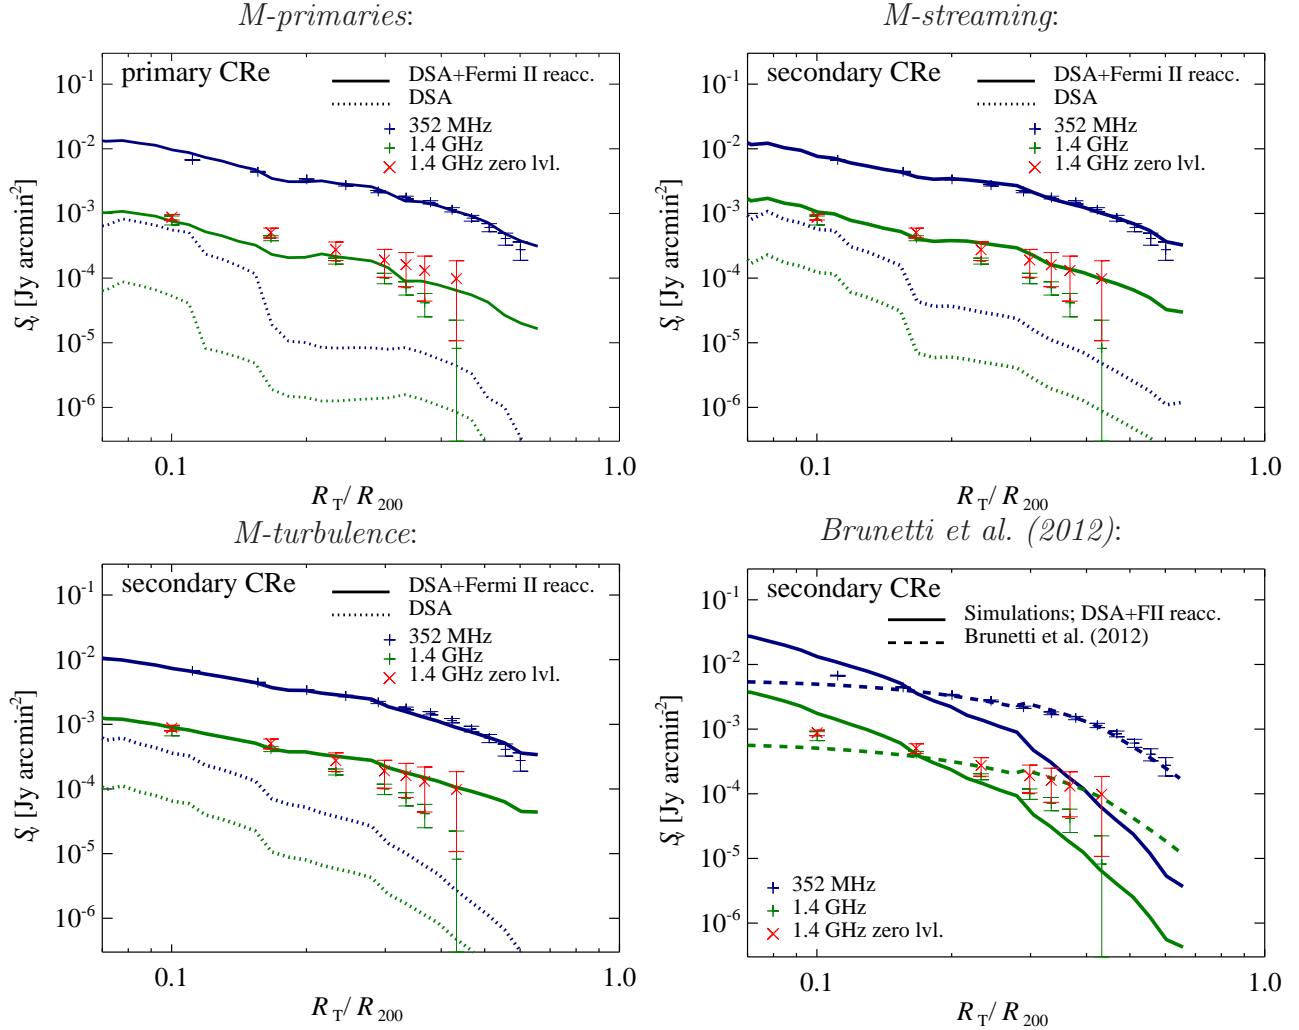 M-primaries:
primary CRe
DSA+Fermi II reacc.
DSA
352 MHz
1.4 GHz
1.4 GHz zero lvl.
10⁻¹
10⁻²
10⁻³
10⁻⁴
10⁻⁵
10⁻⁶
Sν [Jy arcmin⁻²]
0.1
1.0
R_T / R_200
M-streaming:
secondary CRe
DSA+Fermi II reacc.
DSA
352 MHz
1.4 GHz
1.4 GHz zero lvl.
10⁻¹
10⁻²
10⁻³
10⁻⁴
10⁻⁵
10⁻⁶
Sν [Jy arcmin⁻²]
0.1
1.0
R_T / R_200
M-turbulence:
secondary CRe
DSA+Fermi II reacc.
DSA
352 MHz
1.4 GHz
1.4 GHz zero lvl.
10⁻¹
10⁻²
10⁻³
10⁻⁴
10⁻⁵
10⁻⁶
Sν [Jy arcmin⁻²]
0.1
1.0
R_T / R_200
Brunetti et al. (2012):
secondary CRe
Simulations; DSA+FII reacc.
Brunetti et al. (2012)
352 MHz
1.4 GHz
1.4 GHz zero lvl.
10⁻¹
10⁻²
10⁻³
10⁻⁴
10⁻⁵
10⁻⁶
Sν [Jy arcmin⁻²]
0.1
1.0
R_T / R_200